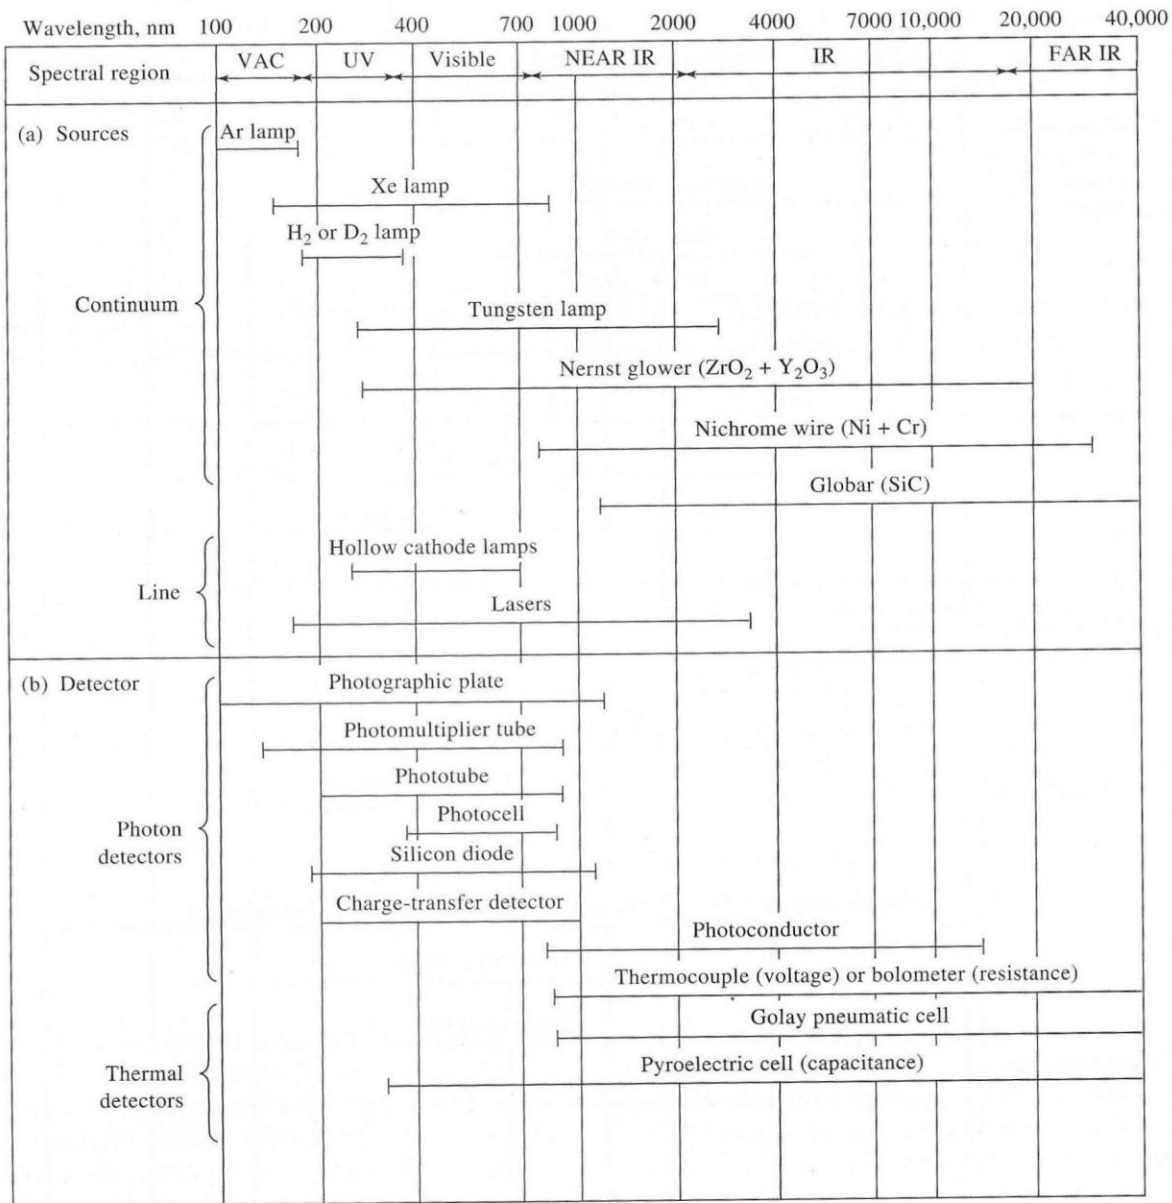 Wavelength, nm 100 200 400 700 1000 2000 4000 7000 10,000 20,000 40,000
Spectral region VAC UV Visible NEAR IR IR FAR IR
(a) Sources
Ar lamp
Xe lamp
H₂ or D₂ lamp
Continuum
Tungsten lamp
Nernst glower (ZrO₂ + Y₂O₃)
Nichrome wire (Ni + Cr)
Globar (SiC)
Hollow cathode lamps
Line
Lasers
(b) Detector
Photographic plate
Photomultiplier tube
Phototube
Photocell
Photon
detectors
Silicon diode
Charge-transfer detector
Photoconductor
Thermocouple (voltage) or bolometer (resistance)
Golay pneumatic cell
Thermal
detectors
Pyroelectric cell (capacitance)